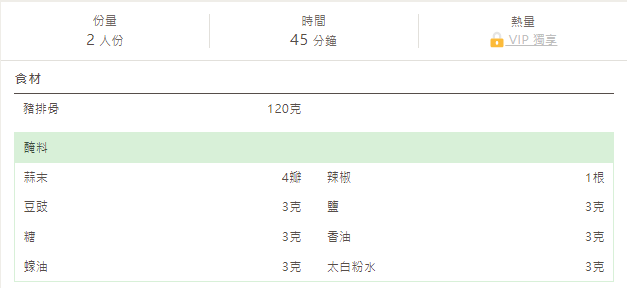 份量 時間 熱量
2 人份 45 分鐘 VIP 獨享
食材
豬排骨 120克
醃料
蒜末 4瓣 辣椒 1根
豆豉 3克 鹽 3克
糖 3克 香油 3克
蠔油 3克 太白粉水 3克